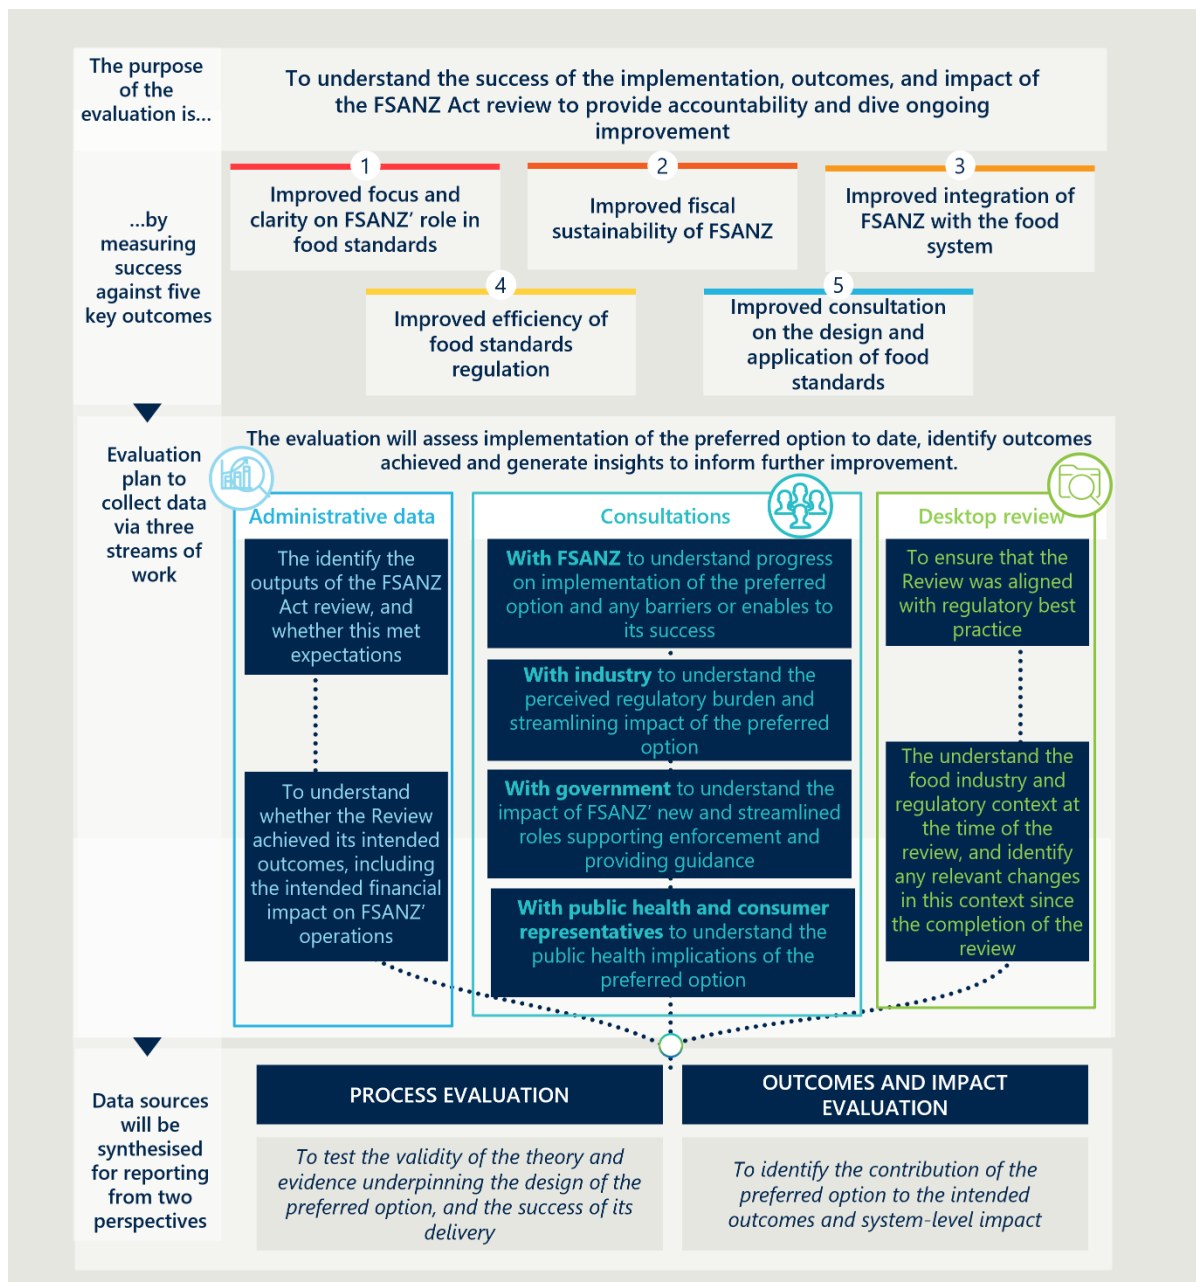 The purpose
of the
evaluation is...
To understand the success of the implementation, outcomes, and impact of
the FSANZ Act review to provide accountability and dive ongoing
improvement
...by
measuring
success
against five
key outcomes
1
Improved focus and
clarity on FSANZ’ role in
food standards
2
Improved fiscal
sustainability of FSANZ
3
Improved integration of
FSANZ with the food
system
4
Improved efficiency of
food standards
regulation
5
Improved consultation
on the design and
application of food
standards
Evaluation
plan to
collect data
via three
streams of
work
The evaluation will assess implementation of the preferred option to date, identify outcomes
achieved and generate insights to inform further improvement.
Administrative data
The identify the
outputs of the FSANZ
Act review, and
whether this met
expectations
To understand
whether the Review
achieved its intended
outcomes, including
the intended financial
impact on FSANZ’
operations
Consultations
With FSANZ to understand progress
on implementation of the preferred
option and any barriers or enables to
its success
With industry to understand the
perceived regulatory burden and
streamlining impact of the preferred
option
With government to understand the
impact of FSANZ’ new and streamlined
roles supporting enforcement and
providing guidance
With public health and consumer
representatives to understand the
public health implications of the
preferred option
Desktop review
To ensure that the
Review was aligned
with regulatory best
practice
The understand the
food industry and
regulatory context at
the time of the
review, and identify
any relevant changes
in this context since
the completion of the
review
Data sources
will be
synthesised
for reporting
from two
perspectives
PROCESS EVALUATION
To test the validity of the theory and
evidence underpinning the design of the
preferred option, and the success of its
delivery
OUTCOMES AND IMPACT
EVALUATION
To identify the contribution of the
preferred option to the intended
outcomes and system-level impact